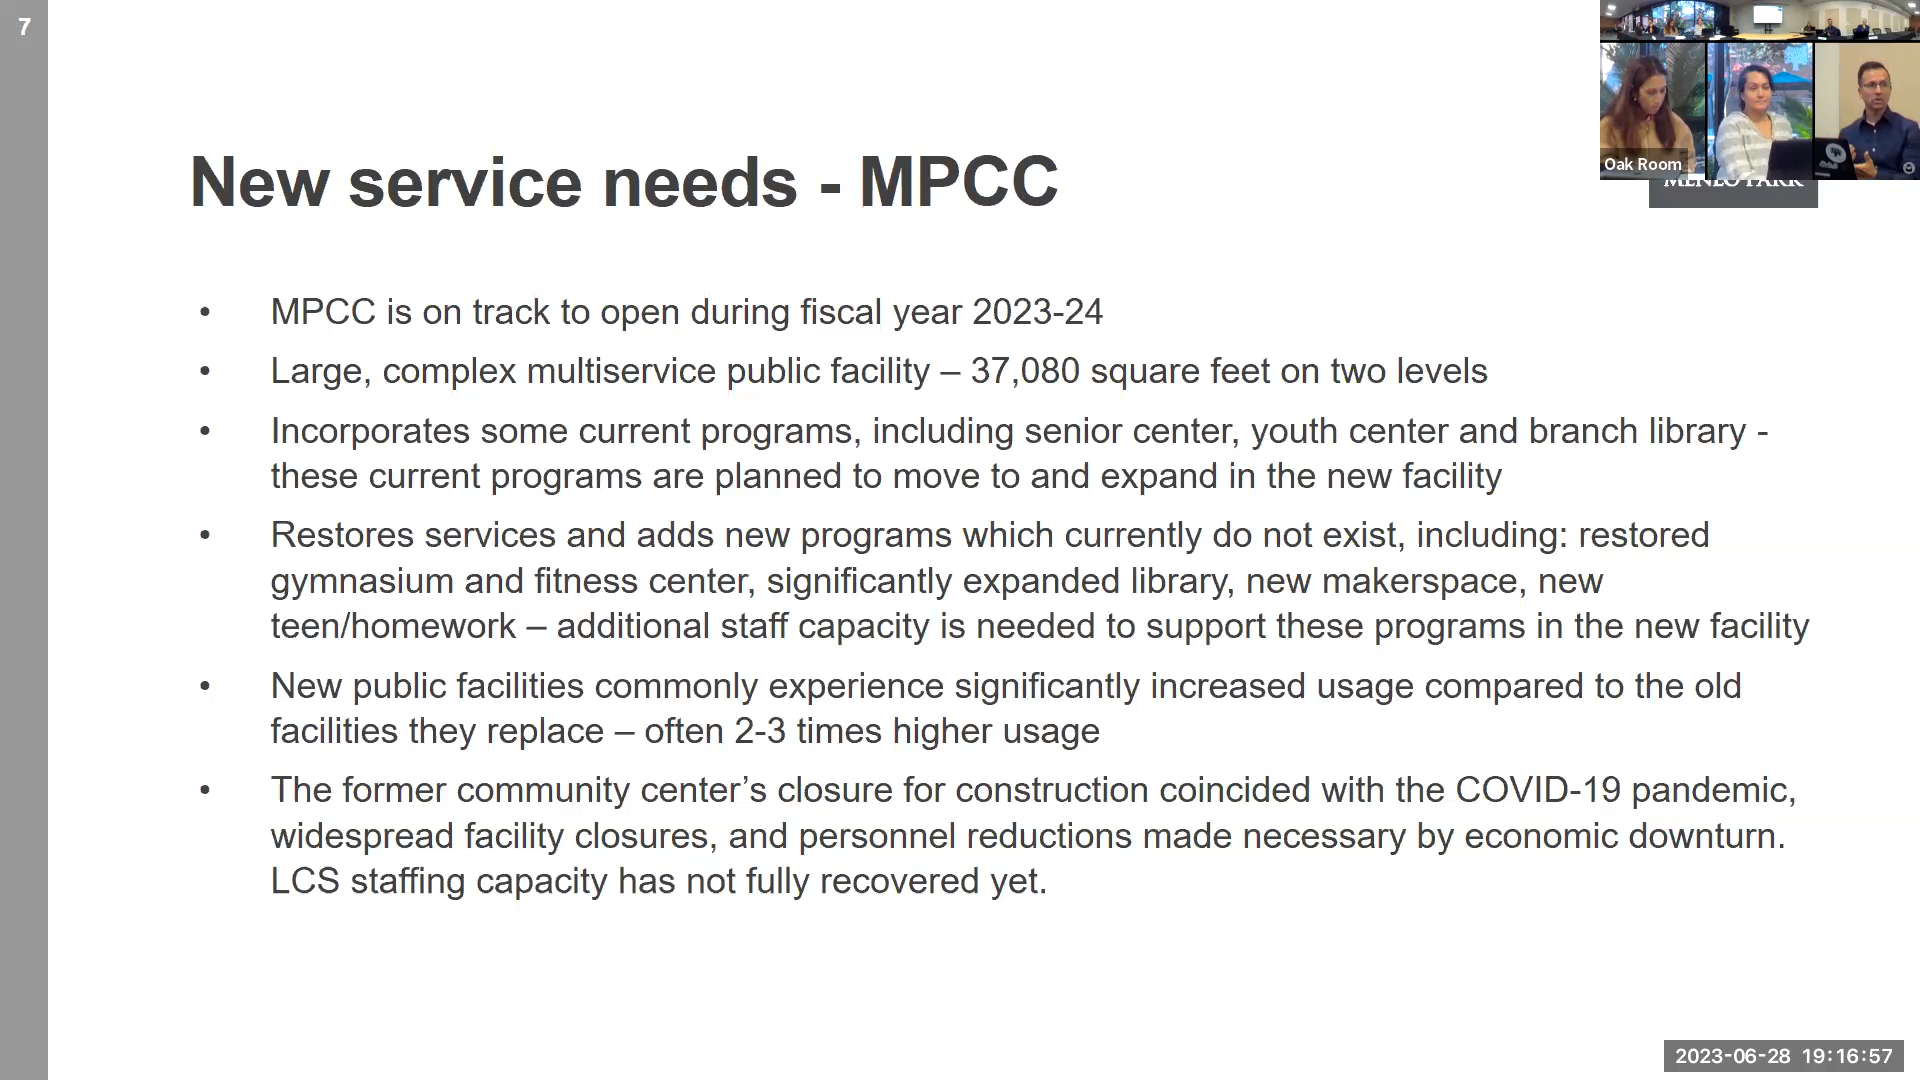 7
Oak Room
MENLO PARK
New service needs - MPCC
• MPCC is on track to open during fiscal year 2023-24
• Large, complex multiservice public facility – 37,080 square feet on two levels
• Incorporates some current programs, including senior center, youth center and branch library -
these current programs are planned to move to and expand in the new facility
• Restores services and adds new programs which currently do not exist, including: restored
gymnasium and fitness center, significantly expanded library, new makerspace, new
teen/homework – additional staff capacity is needed to support these programs in the new facility
• New public facilities commonly experience significantly increased usage compared to the old
facilities they replace – often 2-3 times higher usage
• The former community center’s closure for construction coincided with the COVID-19 pandemic,
widespread facility closures, and personnel reductions made necessary by economic downturn.
LCS staffing capacity has not fully recovered yet.
2023-06-28 19:16:57